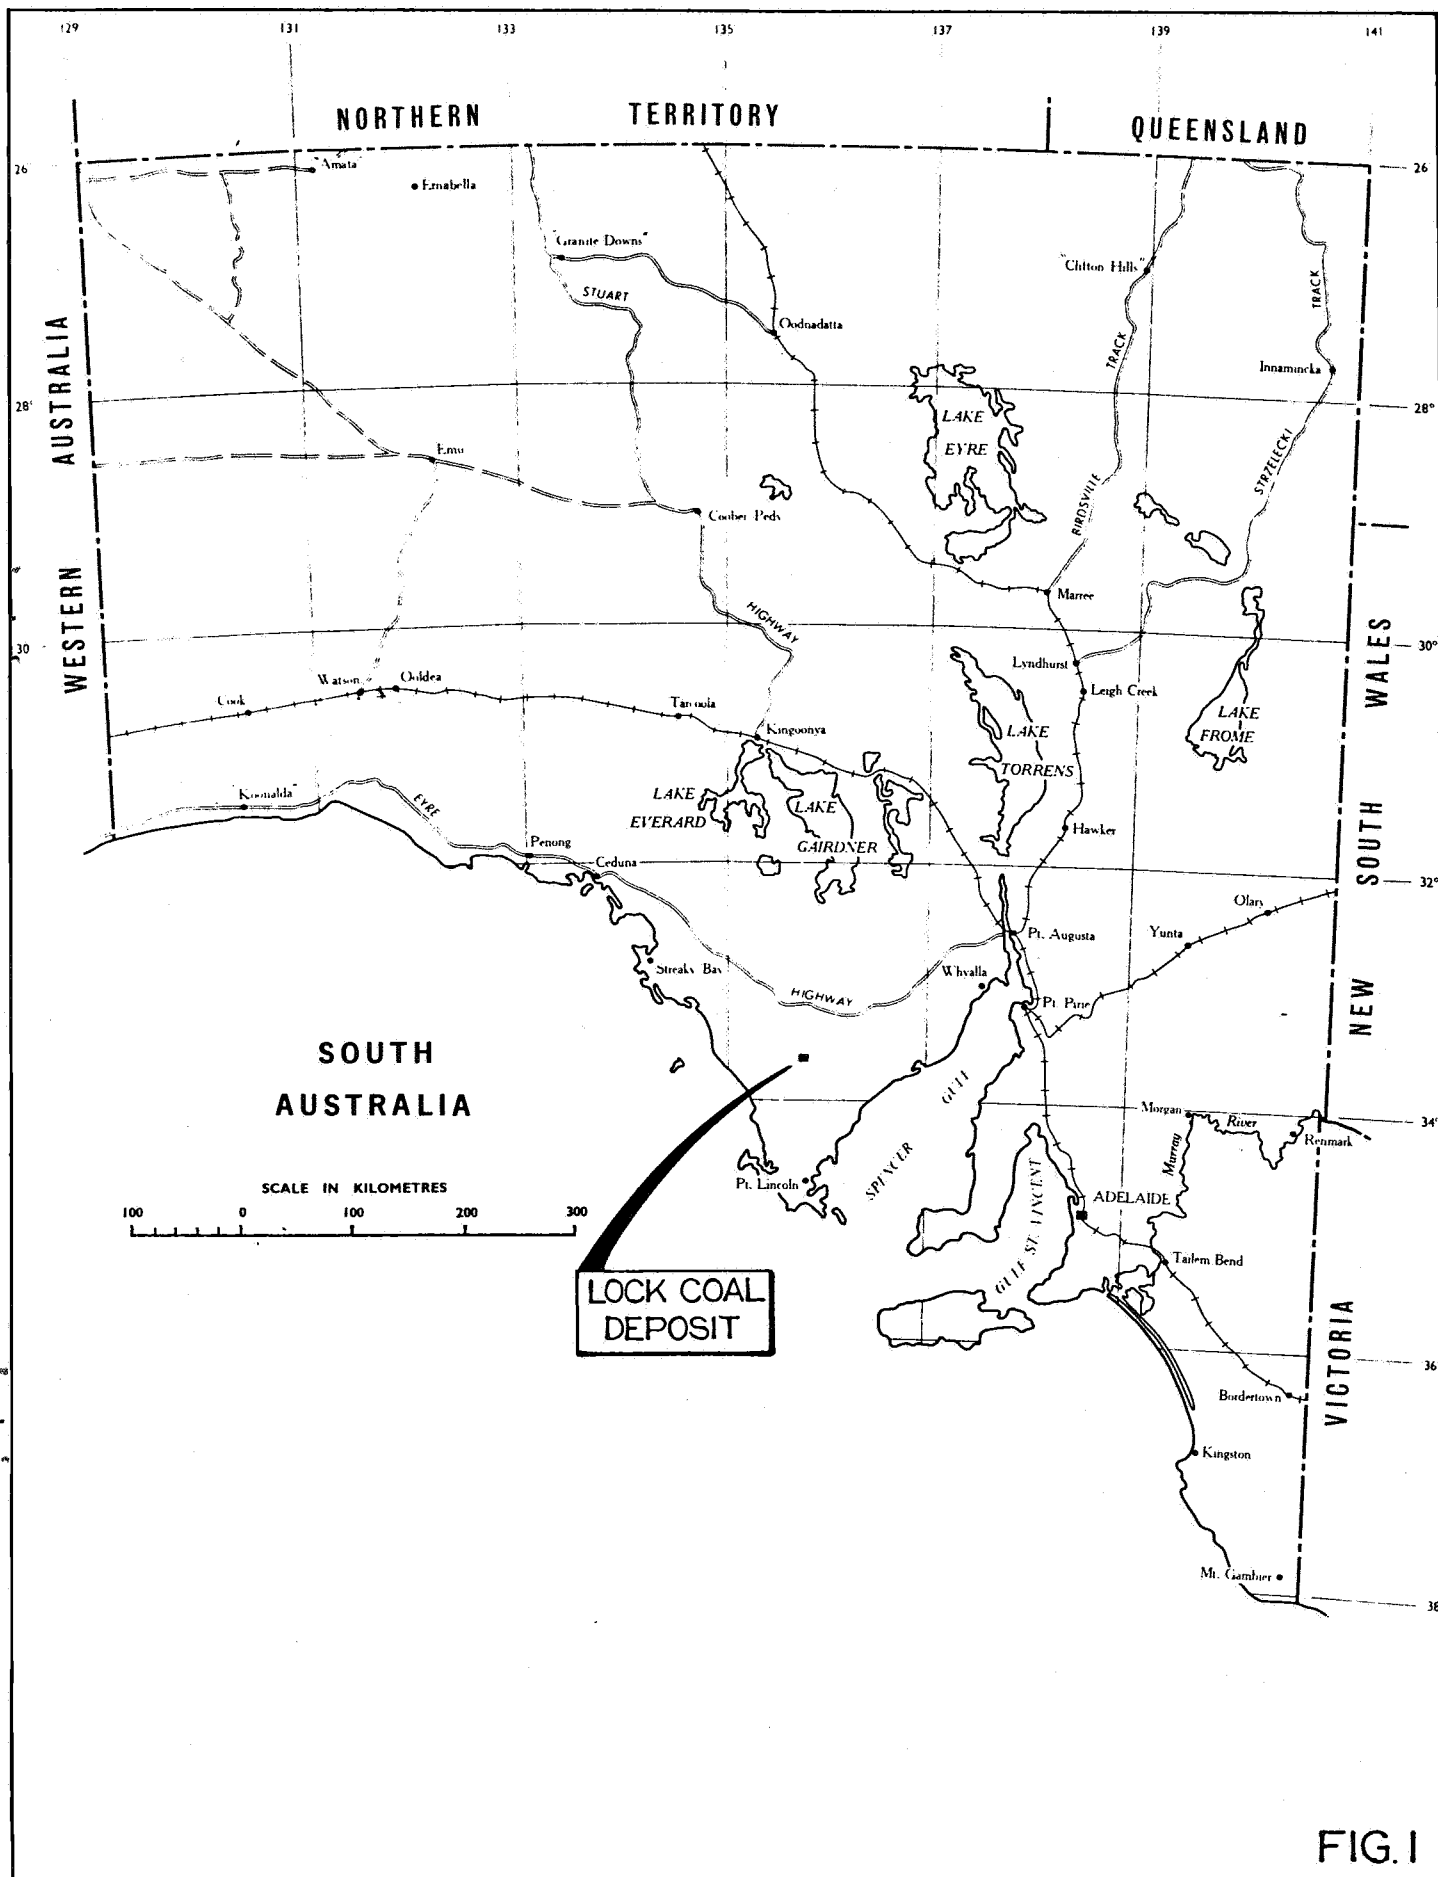 129 131 133 135 137 139 141
NORTHERN TERRITORY
QUEENSLAND
26
26
"Amata"
Ernabella
"Granite Downs"
"Clifton Hills"
STUART
TRACK
TRACK
Oodnadatta
Innamincka
28°
28°
WESTERN AUSTRALIA
LAKE
EYRE
Emu
STRZELECKI
BIRDSVILLE
Coober Pedy
Marree
HIGHWAY
30
30°
Lyndhurst
Watson
Ooldea
Leigh Creek
Cook
Tarcoola
LAKE
FROME
Kingoonya
LAKE
TORRENS
"Koonalda"
EYRE
LAKE
EVERARD
LAKE
GAIRDNER
Hawker
Penong
Ceduna
32°
NEW SOUTH WALES
Olary
Pt. Augusta
Yunta
Streaky Bay
Whyalla
HIGHWAY
Pt. Pirie
SOUTH
AUSTRALIA
SPENCER GULF
Morgan
River
34°
Renmark
Murray
Pt. Lincoln
SCALE IN KILOMETRES
100 0 100 200 300
ADELAIDE
GULF ST. VINCENT
Tailem Bend
LOCK COAL
DEPOSIT
VICTORIA
36
Bordertown
Kingston
Mt. Gambier
38
FIG. 1